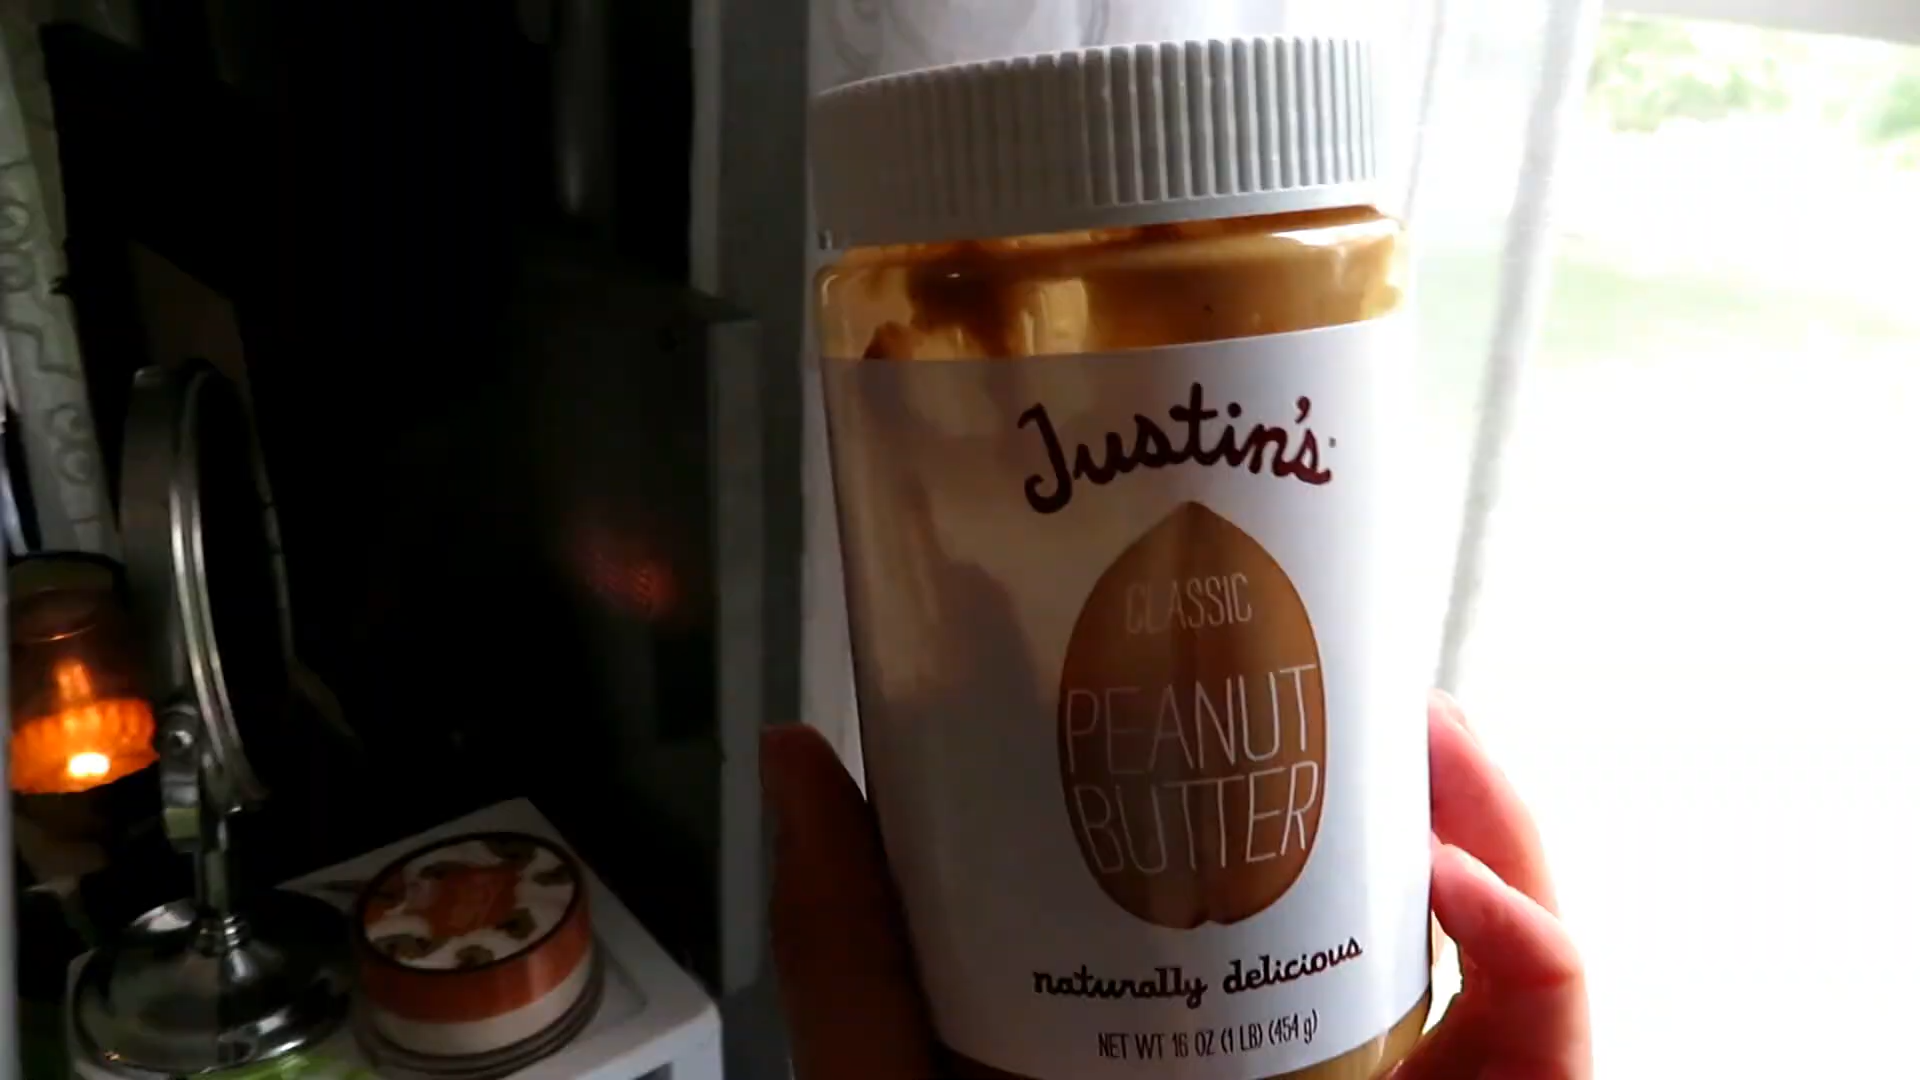 Justin's
CLASSIC
PEANUT
BUTTER
naturally delicious
NET WT 16 OZ (1 LB) (454 g)